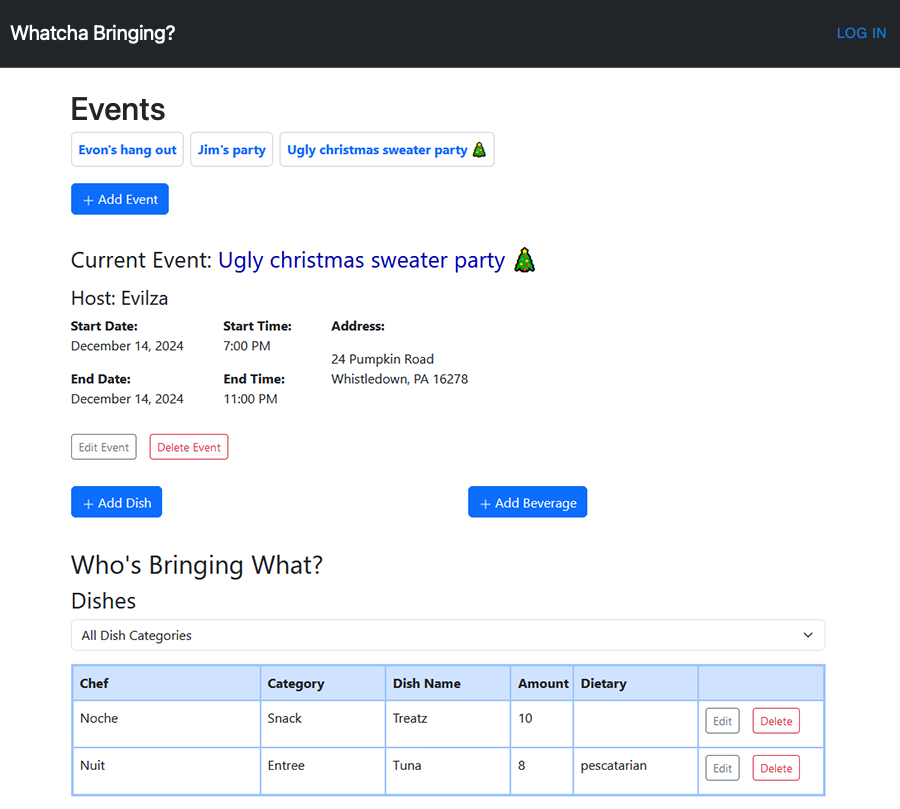 Whatcha Bringing? LOG IN
Events
Evon's hang out Jim's party Ugly christmas sweater party 🎄
+ Add Event
Current Event: Ugly christmas sweater party 🎄
Host: Evilza
Start Date: Start Time: Address:
December 14, 2024 7:00 PM
24 Pumpkin Road
End Date: End Time: Whistledown, PA 16278
December 14, 2024 11:00 PM
Edit Event Delete Event
+ Add Dish + Add Beverage
Who's Bringing What?
Dishes
All Dish Categories
Chef Category Dish Name Amount Dietary
Noche Snack Treatz 10 Edit Delete
Nuit Entree Tuna 8 pescatarian Edit Delete